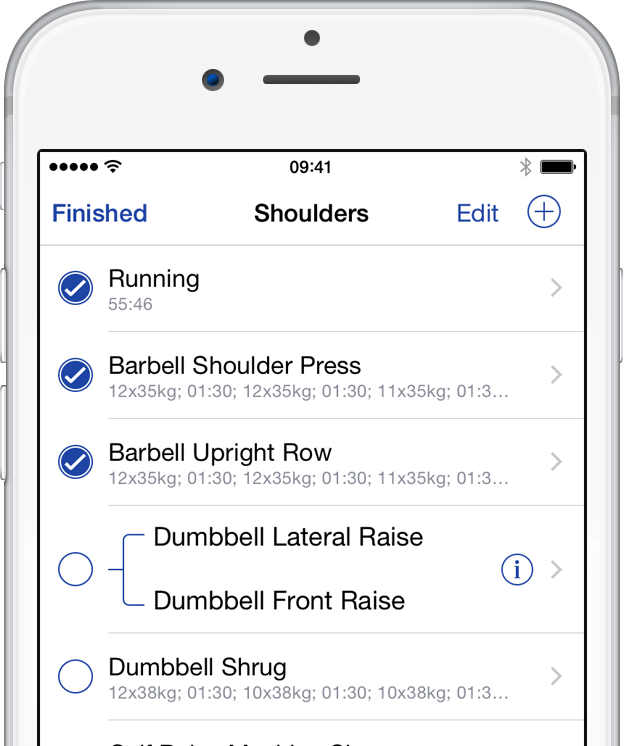 09:41
Finished Shoulders Edit
Running
55:46
Barbell Shoulder Press
12x35kg; 01:30; 12x35kg; 01:30; 11x35kg; 01:3…
Barbell Upright Row
12x35kg; 01:30; 12x35kg; 01:30; 11x35kg; 01:3…
Dumbbell Lateral Raise
i
Dumbbell Front Raise
Dumbbell Shrug
12x38kg; 01:30; 10x38kg; 01:30; 10x38kg; 01:3…